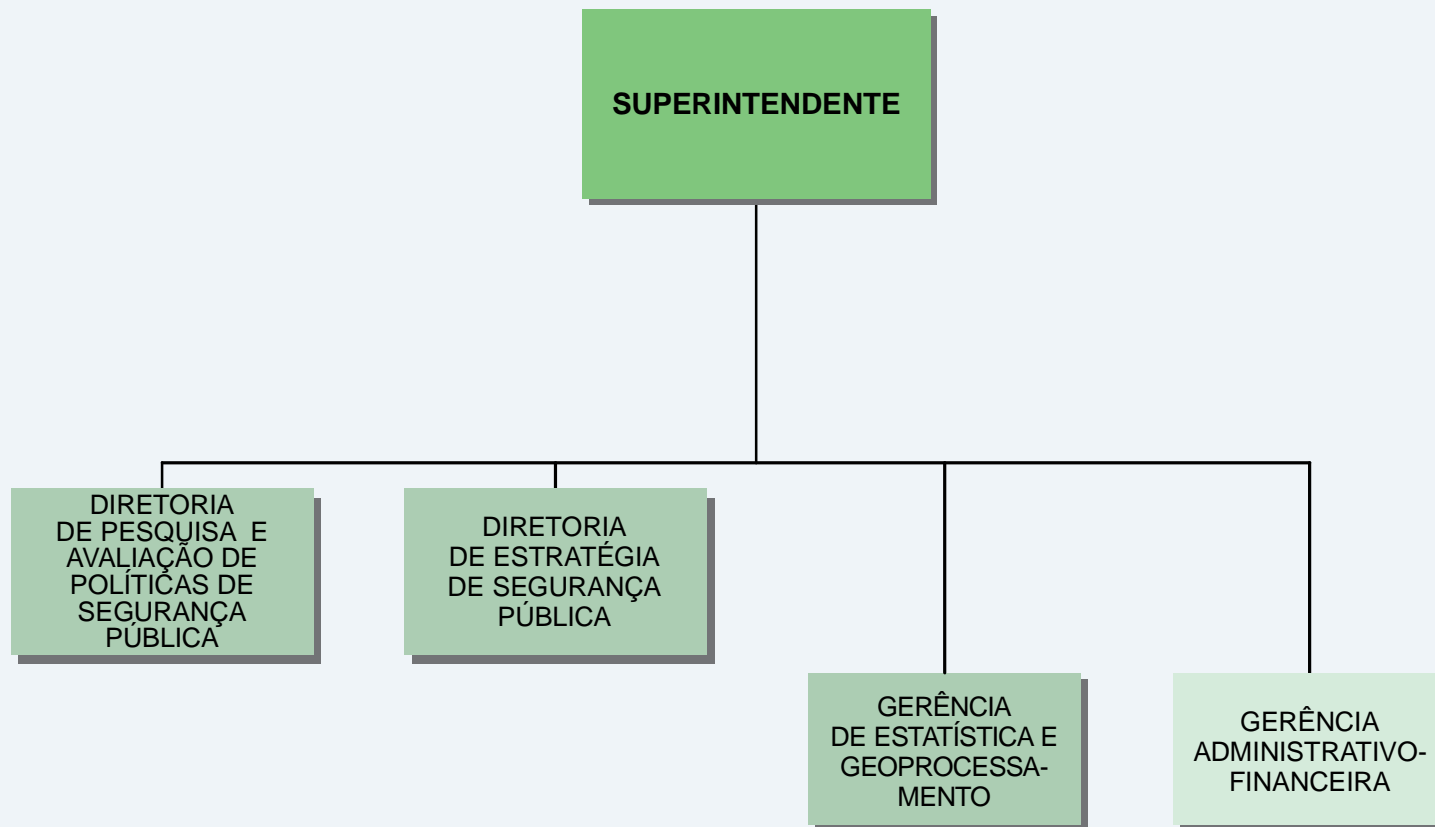 SUPERINTENDENTE
DIRETORIA
DE PESQUISA E
AVALIAÇÃO DE
POLÍTICAS DE
SEGURANÇA
PÚBLICA
DIRETORIA
DE ESTRATÉGIA
DE SEGURANÇA
PÚBLICA
GERÊNCIA
DE ESTATÍSTICA E
GEOPROCESSA-
MENTO
GERÊNCIA
ADMINISTRATIVO-
FINANCEIRA